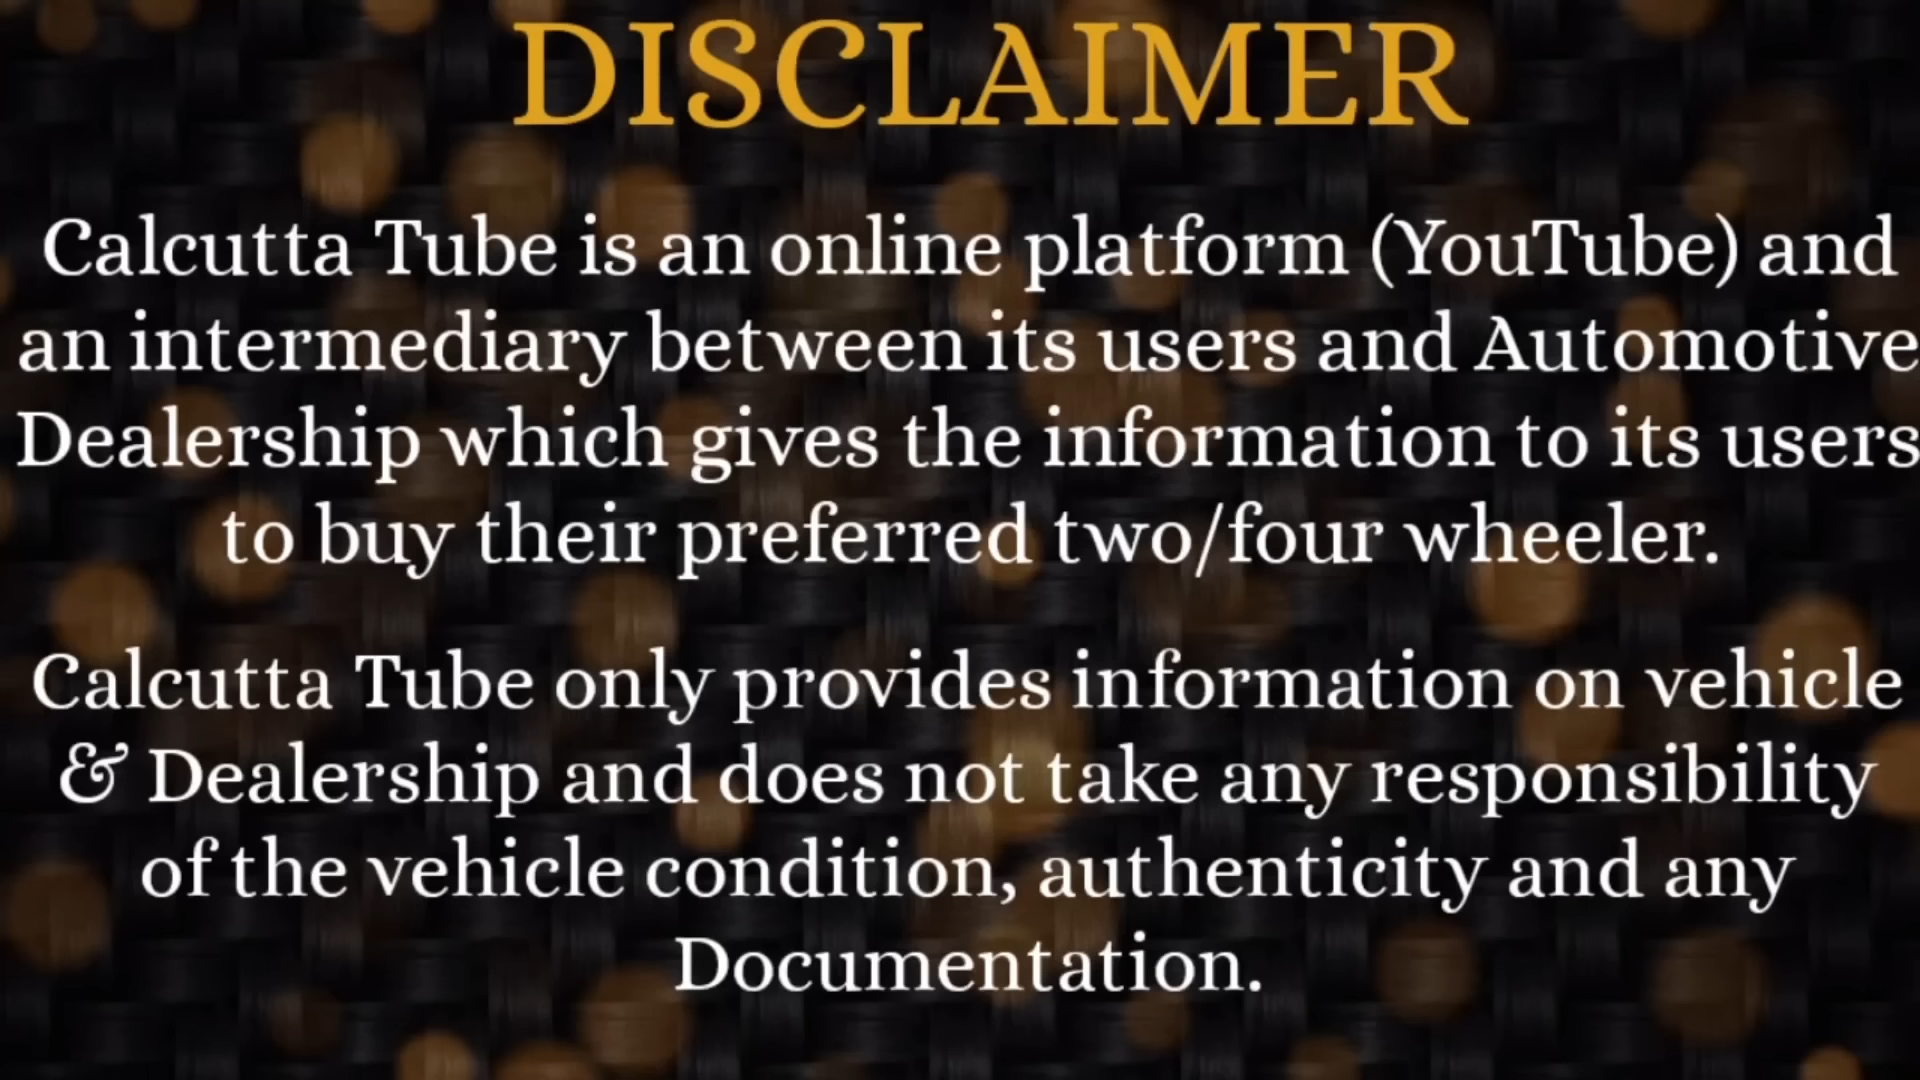 DISCLAIMER
Calcutta Tube is an online platform (YouTube) and
an intermediary between its users and Automotive
Dealership which gives the information to its users
to buy their preferred two/four wheeler.
Calcutta Tube only provides information on vehicle
& Dealership and does not take any responsibility
of the vehicle condition, authenticity and any
Documentation.